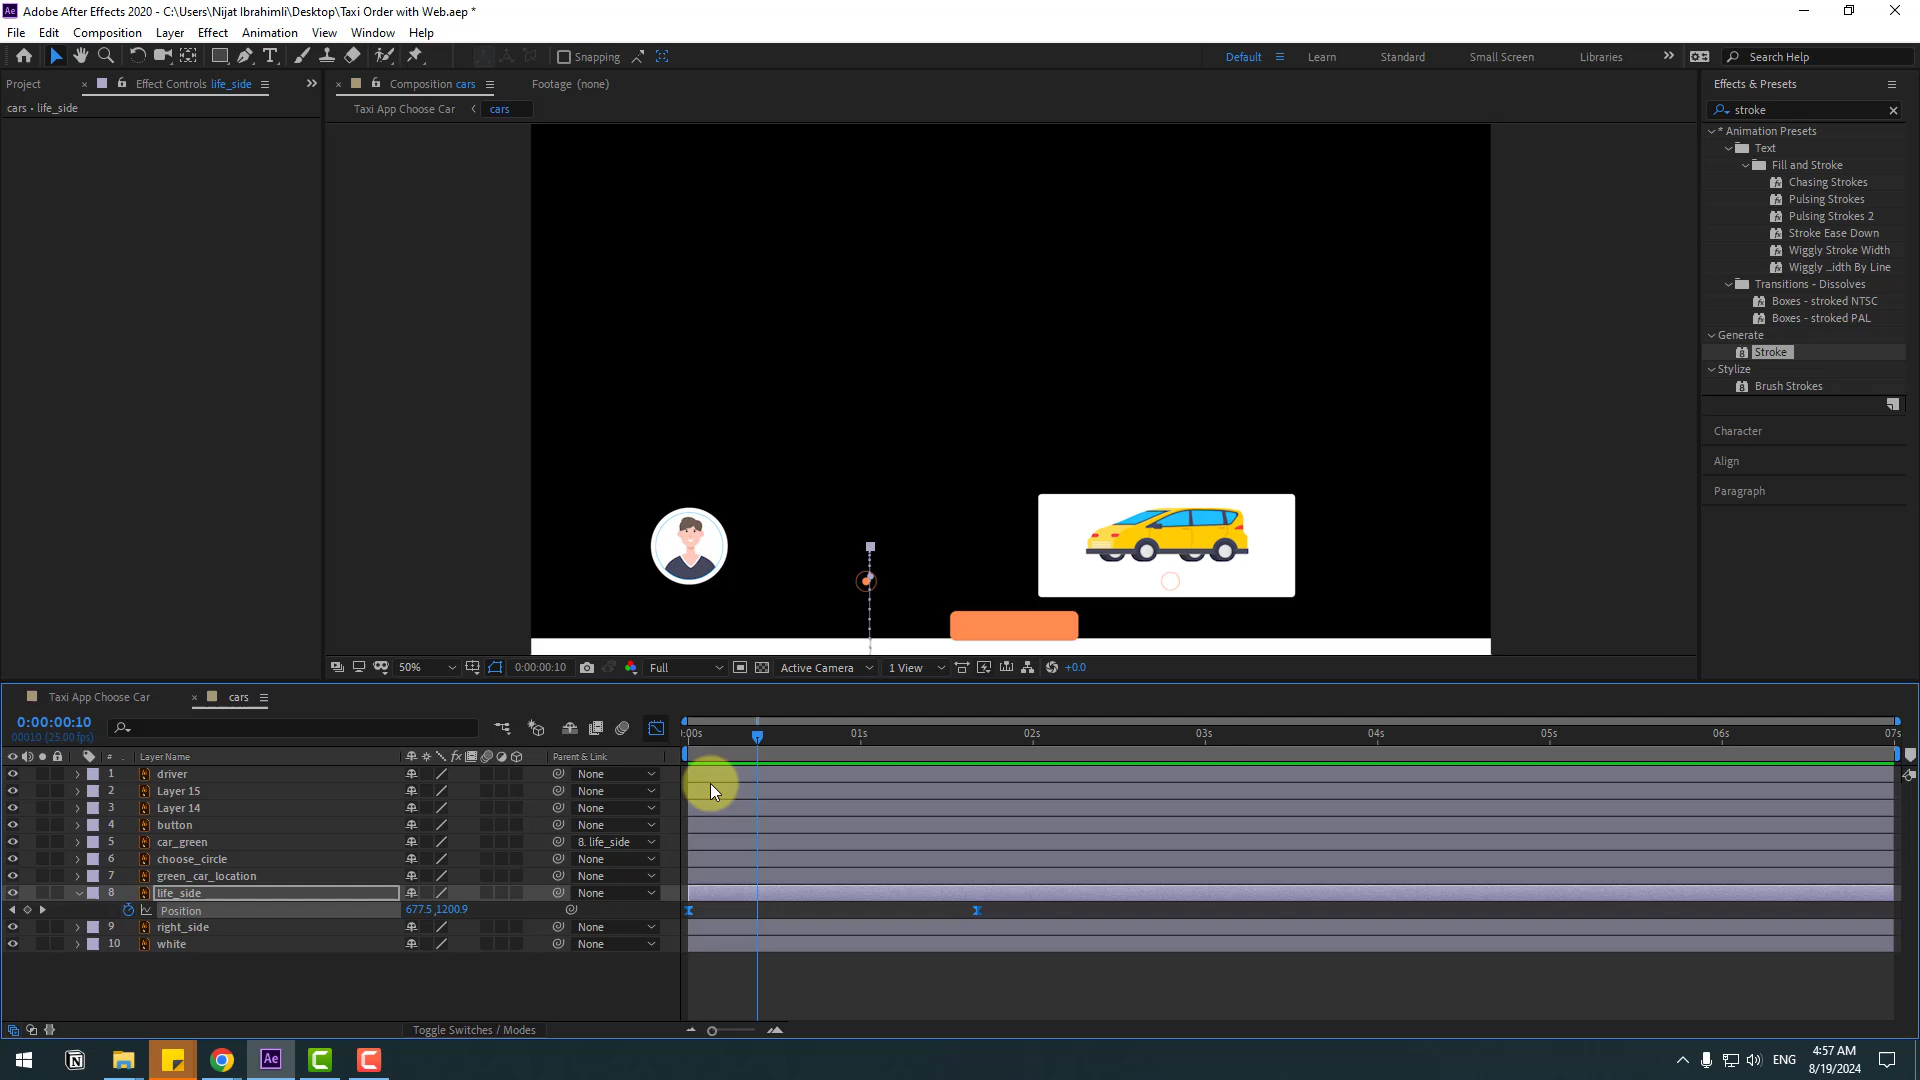 Adobe After Effects 2020 - C:\Users\Nijat Ibrahimli\Desktop\Taxi Order with Web.aep *
File Edit Composition Layer Effect Animation View Window Help
Snapping Default Learn Standard Small Screen Libraries Search Help
Project Effect Controls life_side Composition cars Footage (none) Effects & Presets
cars • life_side Taxi App Choose Car cars stroke
* Animation Presets
Text
Fill and Stroke
Chasing Strokes
Pulsing Strokes
Pulsing Strokes 2
Stroke Ease Down
Wiggly Stroke Width
Wiggly ...idth By Line
Transitions - Dissolves
Boxes - stroked NTSC
Boxes - stroked PAL
Generate
Stroke
Stylize
Brush Strokes
Character
Align
Paragraph
50% 0:00:00:10 Full Active Camera 1 View +0.0
Taxi App Choose Car cars
0:00:00:10
00010 (25.00 fps)
:00s 01s 02s 03s 04s 05s 06s 07s
# Layer Name Parent & Link
1 driver None
2 Layer 15 None
3 Layer 14 None
4 button None
5 car_green 8. life_side
6 choose_circle None
7 green_car_location None
8 life_side None
Position 677.5,1200.9
9 right_side None
10 white None
Toggle Switches / Modes
ENG 4:57 AM
8/19/2024